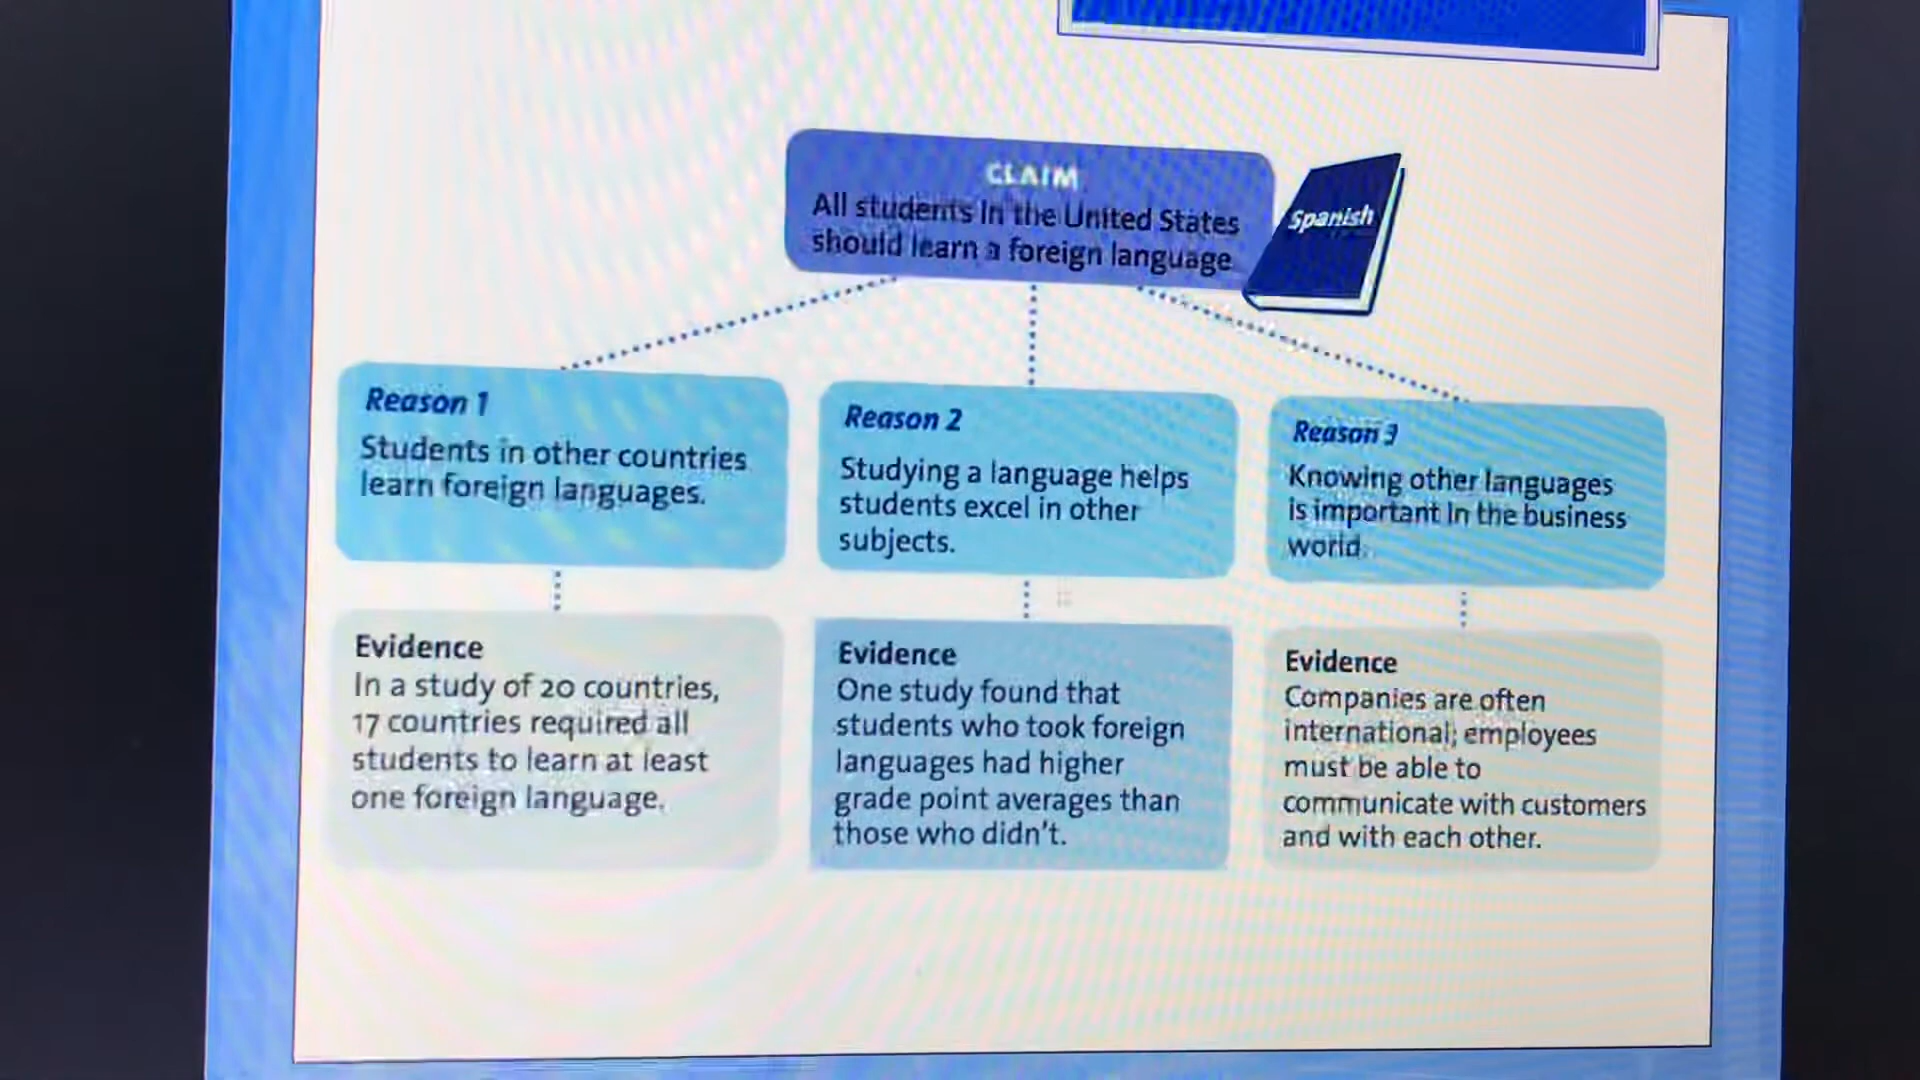 CLAIM
All students in the United States
should learn a foreign language
Spanish
Reason 1
Students in other countries
learn foreign languages.
Reason 2
Studying a language helps
students excel in other
subjects.
Reason 3
Knowing other languages
is important in the business
world.
Evidence
In a study of 20 countries,
17 countries required all
students to learn at least
one foreign language.
Evidence
One study found that
students who took foreign
languages had higher
grade point averages than
those who didn't.
Evidence
Companies are often
international; employees
must be able to
communicate with customers
and with each other.